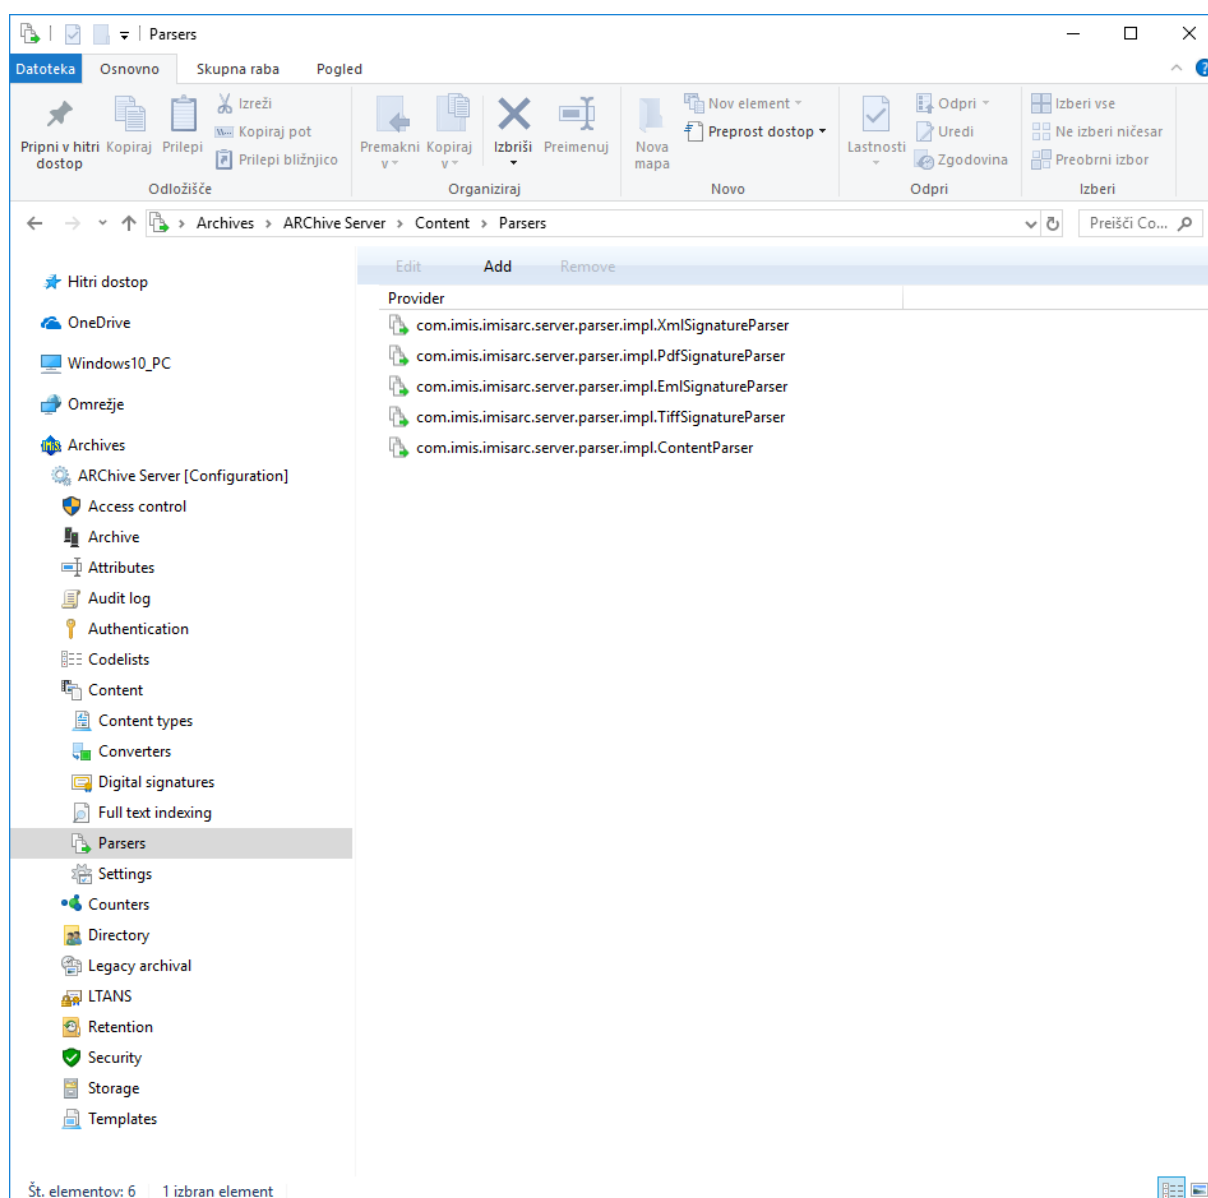 Parsers
Datoteka Osnovno Skupna raba Pogled
Pripni v hitri dostop
Kopiraj
Prilepi
Izreži
Kopiraj pot
Prilepi bližnjico
Odložišče
Premakni v
Kopiraj v
Izbriši
Preimenuj
Organiziraj
Nova mapa
Nov element
Preprost dostop
Novo
Lastnosti
Odpri
Uredi
Zgodovina
Odpri
Izberi vse
Ne izberi ničesar
Preobrni izbor
Izberi
Archives > ARChive Server > Content > Parsers
Preišči Co...
Hitri dostop
OneDrive
Windows10_PC
Omrežje
Archives
ARChive Server [Configuration]
Access control
Archive
Attributes
Audit log
Authentication
Codelists
Content
Content types
Converters
Digital signatures
Full text indexing
Parsers
Settings
Counters
Directory
Legacy archival
LTANS
Retention
Security
Storage
Templates
Edit Add Remove
Provider
com.imis.imisarc.server.parser.impl.XmlSignatureParser
com.imis.imisarc.server.parser.impl.PdfSignatureParser
com.imis.imisarc.server.parser.impl.EmlSignatureParser
com.imis.imisarc.server.parser.impl.TiffSignatureParser
com.imis.imisarc.server.parser.impl.ContentParser
Št. elementov: 6 1 izbran element